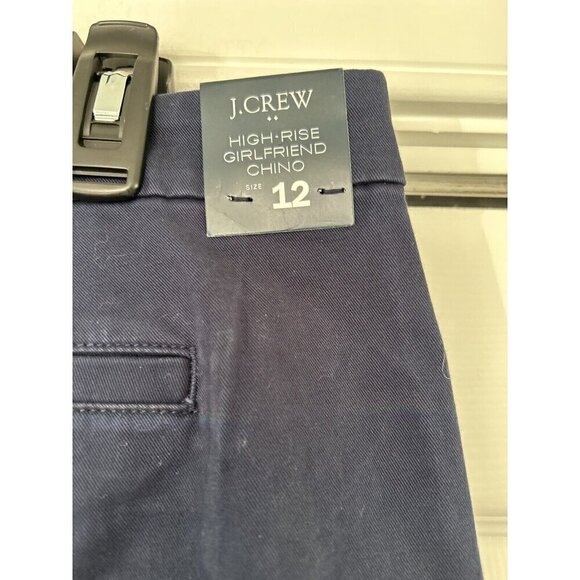 J.CREW
HIGH-RISE
GIRLFRIEND
CHINO
SIZE 12